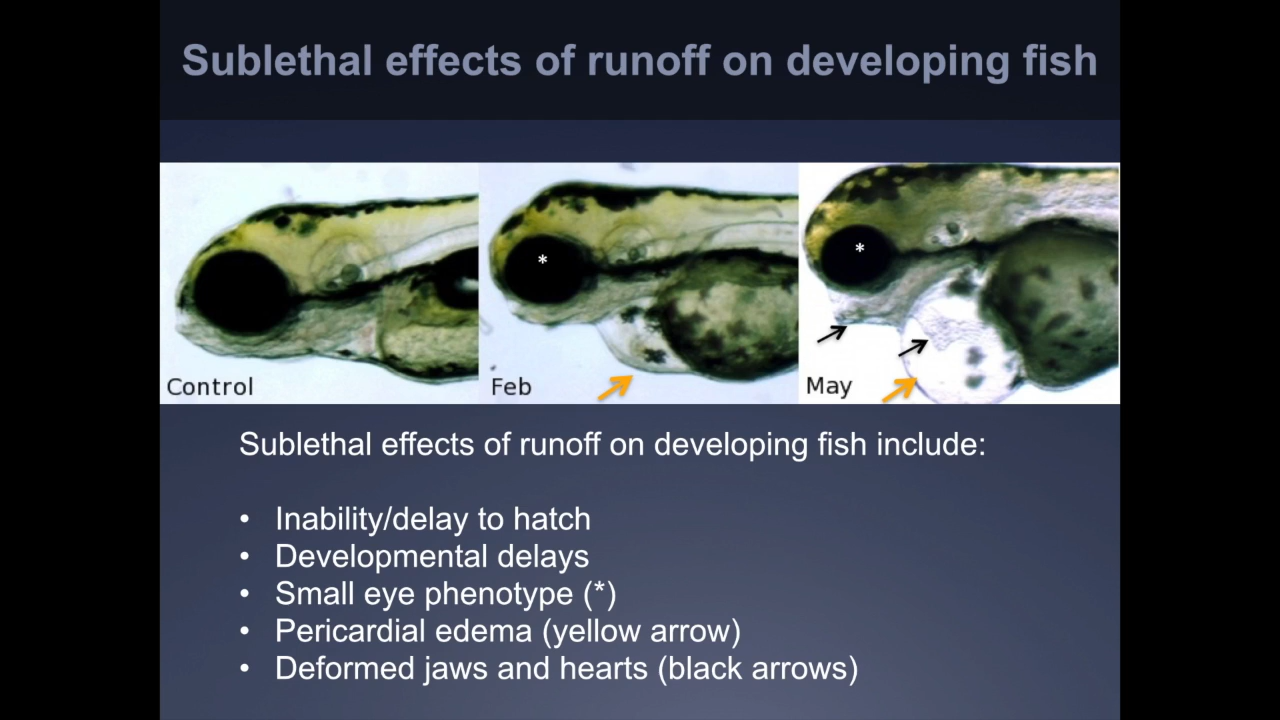 Sublethal effects of runoff on developing fish
*
*
Control
Feb
May
Sublethal effects of runoff on developing fish include:
• Inability/delay to hatch
• Developmental delays
• Small eye phenotype (*)
• Pericardial edema (yellow arrow)
• Deformed jaws and hearts (black arrows)